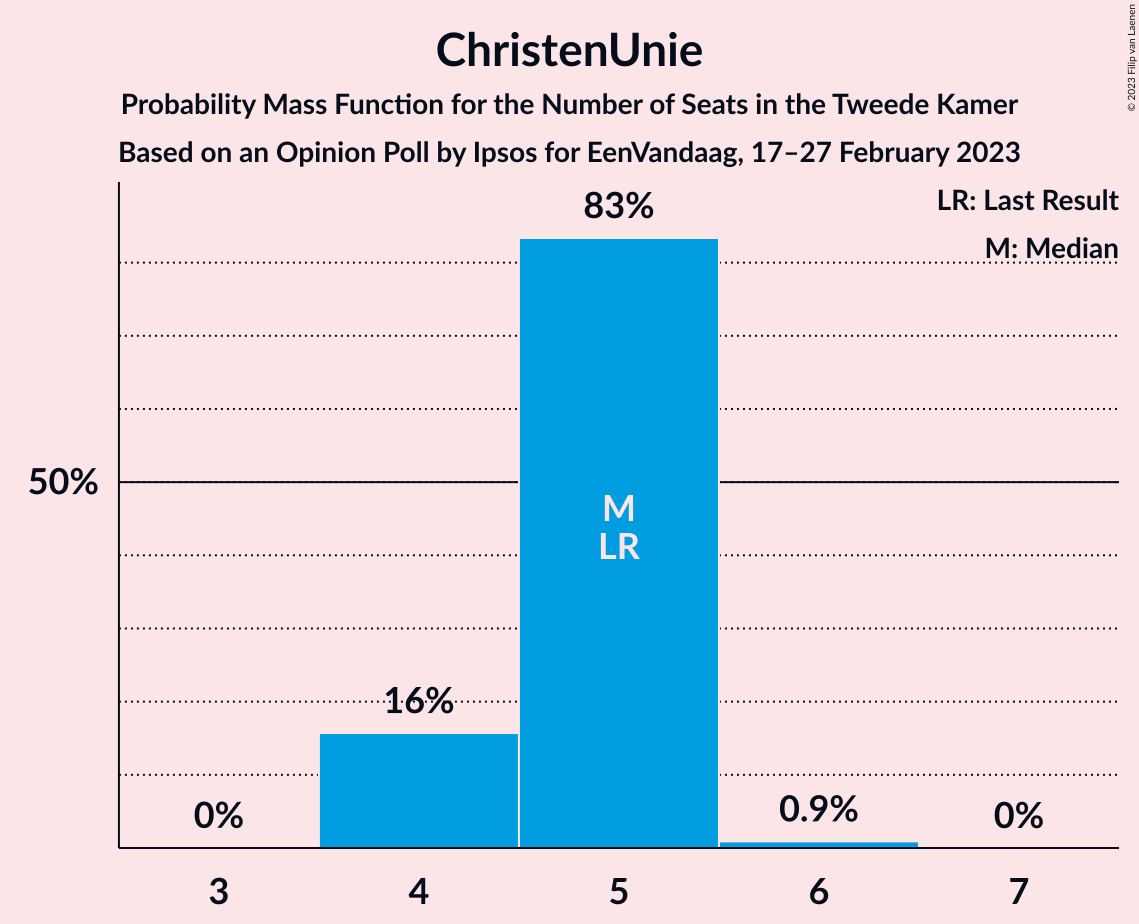 ChristenUnie
Probability Mass Function for the Number of Seats in the Tweede Kamer
Based on an Opinion Poll by Ipsos for EenVandaag, 17–27 February 2023
© 2023 Filip van Laenen
LR: Last Result
M: Median
83%
50%
M
LR
16%
0%
0.9%
0%
3
4
5
6
7